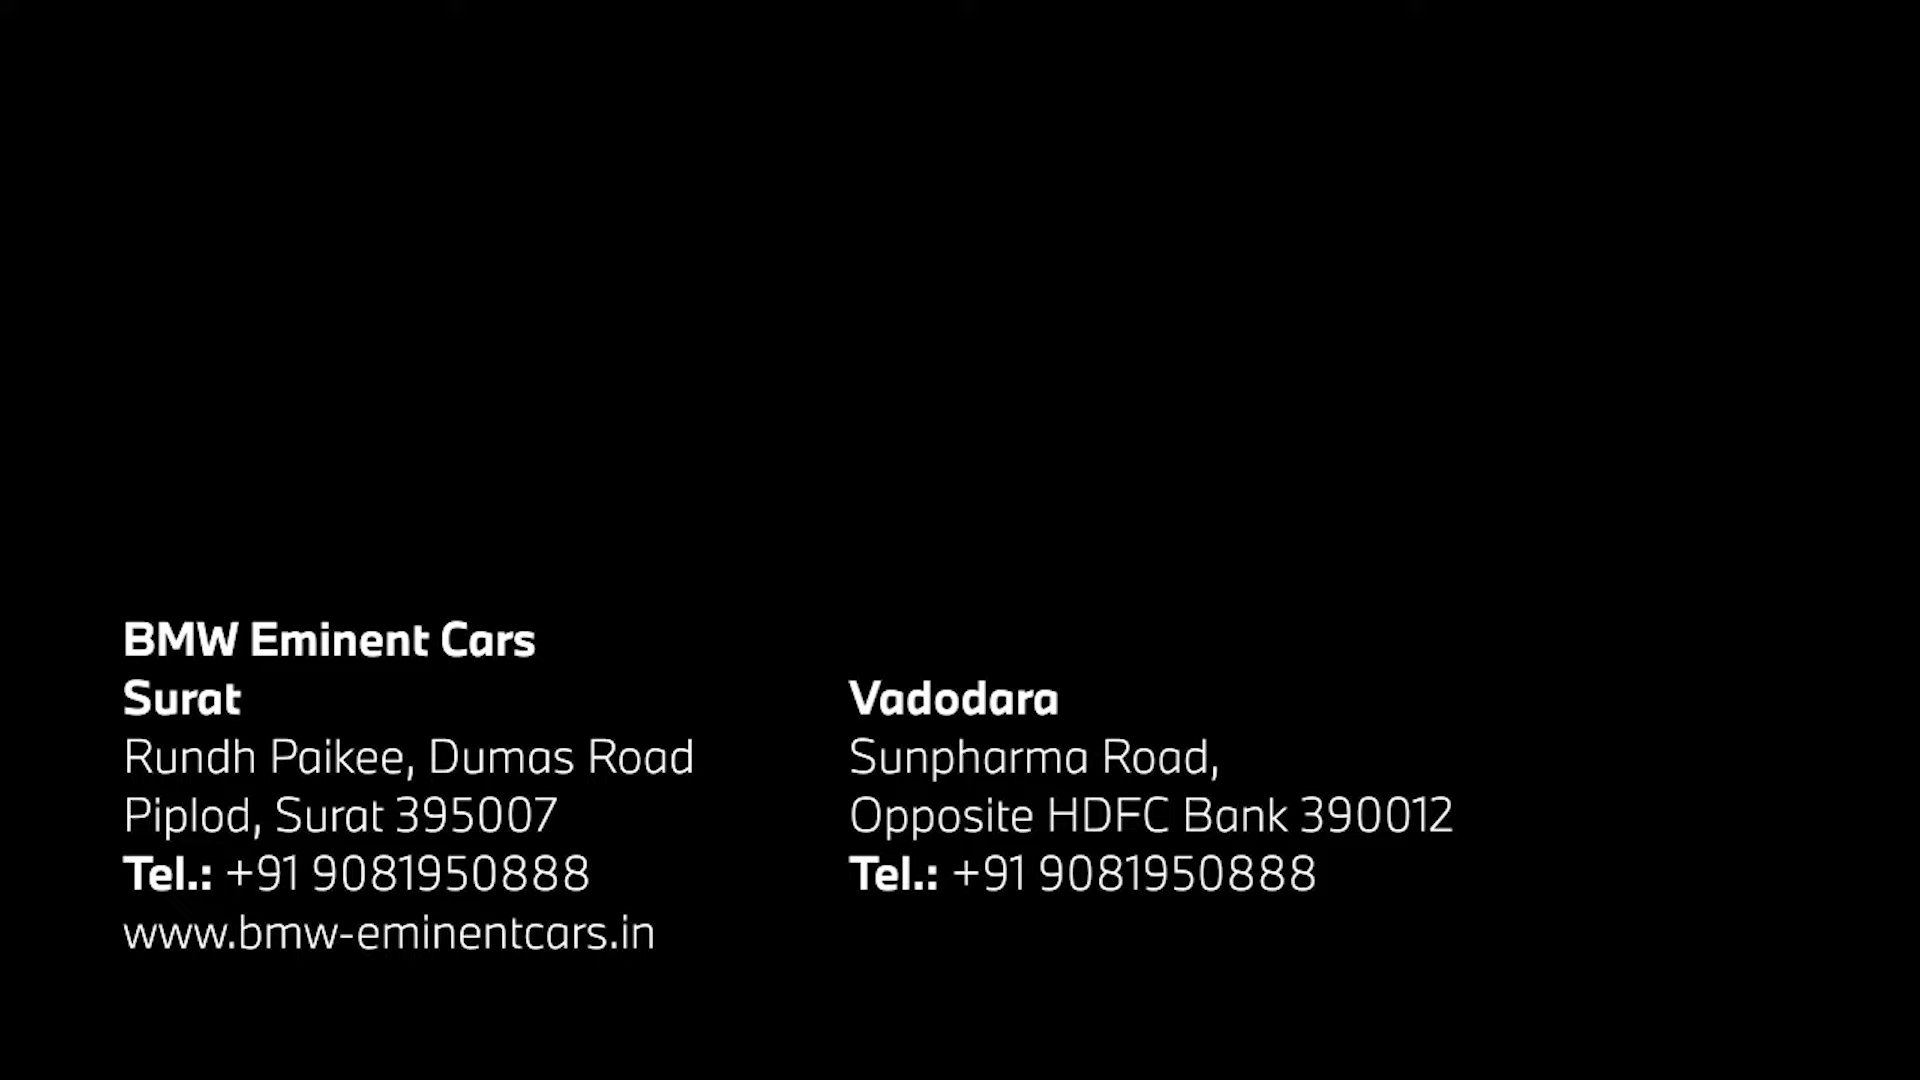 BMW Eminent Cars
Surat
Rundh Paikee, Dumas Road
Piplod, Surat 395007
Tel.: +91 9081950888
www.bmw-eminentcars.in
Vadodara
Sunpharma Road,
Opposite HDFC Bank 390012
Tel.: +91 9081950888